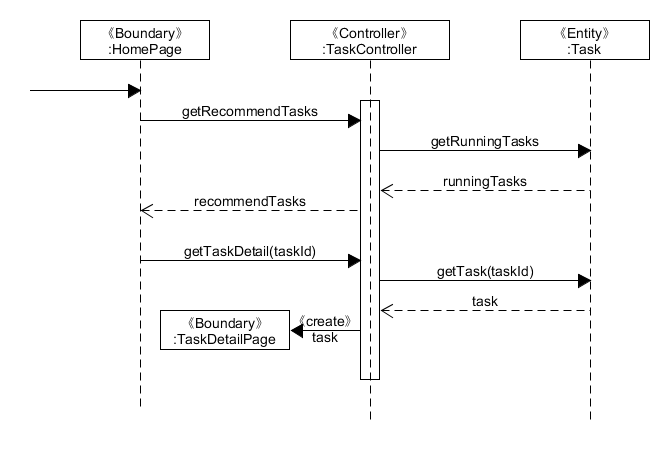 《Boundary》
:HomePage
《Controller》
:TaskController
《Entity》
:Task
getRecommendTasks
getRunningTasks
runningTasks
recommendTasks
getTaskDetail(taskId)
getTask(taskId)
task
《Boundary》
:TaskDetailPage
《create》
task